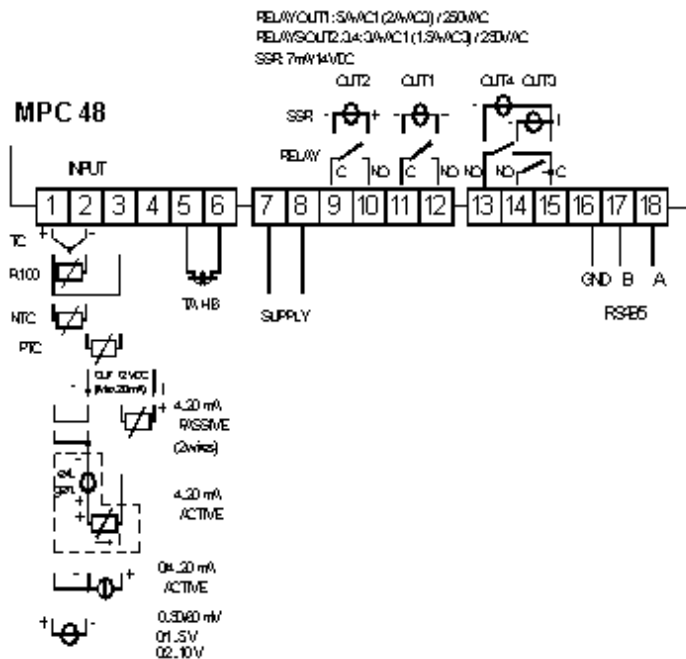 RELAY OUT1: 5A-AC1 (2A-AC3) / 250VAC
RELAYS OUT2,3,4: 3A-AC1 (1,5A-AC3) / 250VAC
SSR: 7mA/14VDC
OUT2 OUT1 OUT4 OUT3
SSR - + - - -
MPC 48
RELAY
INPUT C NO C NO NO NO C
1 2 3 4 5 6 7 8 9 10 11 12 13 14 15 16 17 18
TC + -
Pt100
TA HB
SUPPLY
GND B A
RS485
NTC
PTC
OUT 12VDC
(Max.20mA)
-
+ 4..20 mA
PASSIVE
(2wires)
-
ext.
gen.
+
+
4..20 mA
ACTIVE
- + 0/4..20 mA
ACTIVE
+ - 0..50/60 mV
0/1..5V
0/2..10V